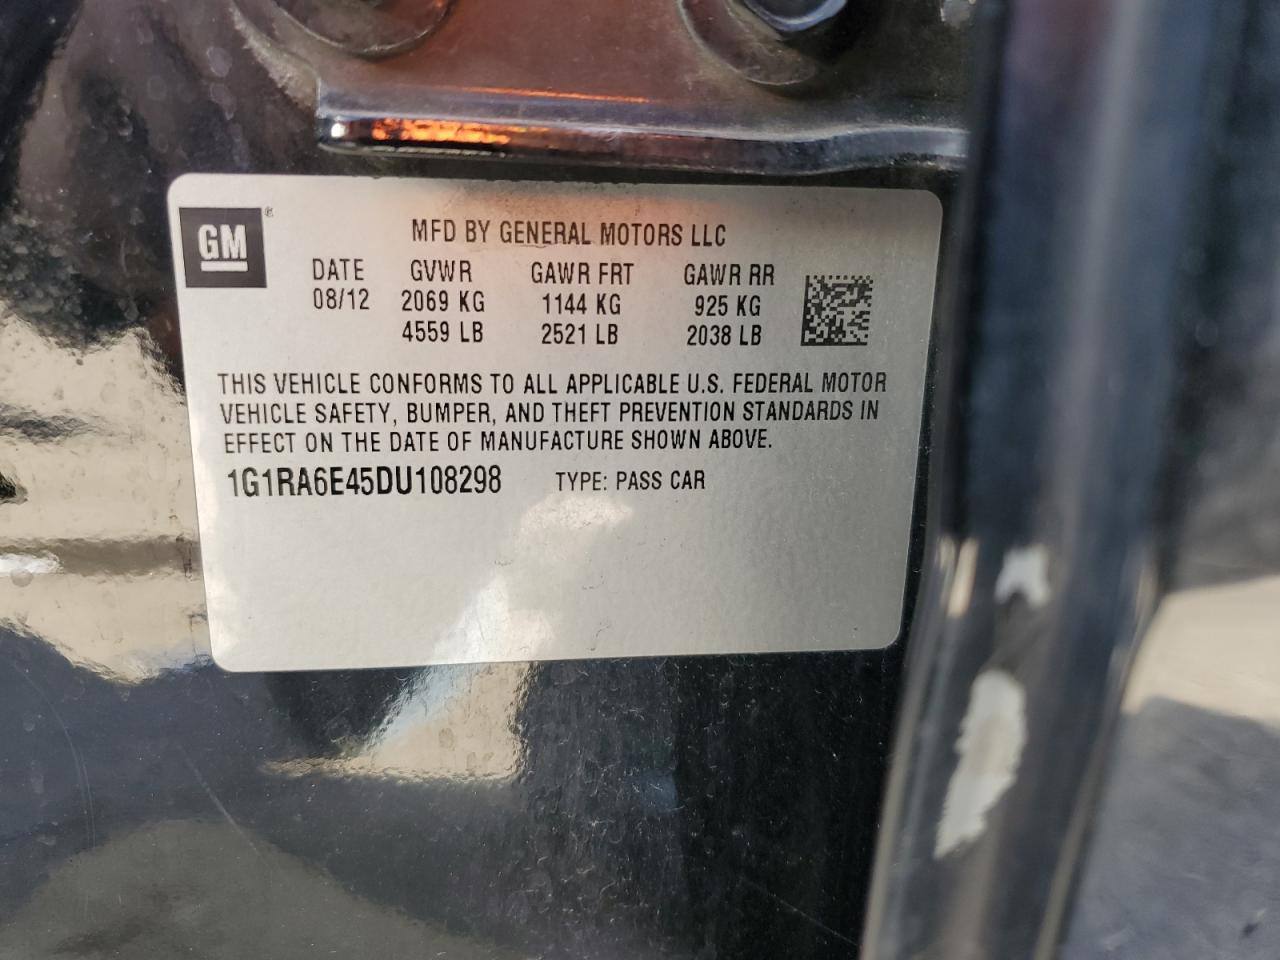 GM ®
MFD BY GENERAL MOTORS LLC
DATE GVWR GAWR FRT GAWR RR
08/12 2069 KG 1144 KG 925 KG
4559 LB 2521 LB 2038 LB
THIS VEHICLE CONFORMS TO ALL APPLICABLE U.S. FEDERAL MOTOR
VEHICLE SAFETY, BUMPER, AND THEFT PREVENTION STANDARDS IN
EFFECT ON THE DATE OF MANUFACTURE SHOWN ABOVE.
1G1RA6E45DU108298 TYPE: PASS CAR